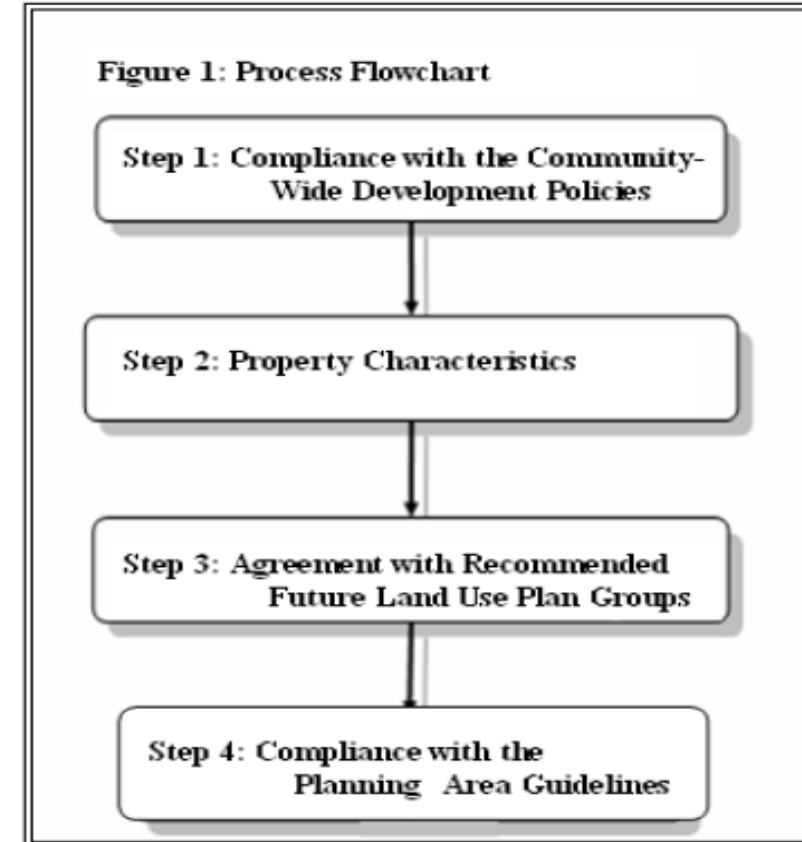 Figure 1: Process Flowchart
Step 1: Compliance with the Community-
Wide Development Policies
Step 2: Property Characteristics
Step 3: Agreement with Recommended
Future Land Use Plan Groups
Step 4: Compliance with the
Planning Area Guidelines